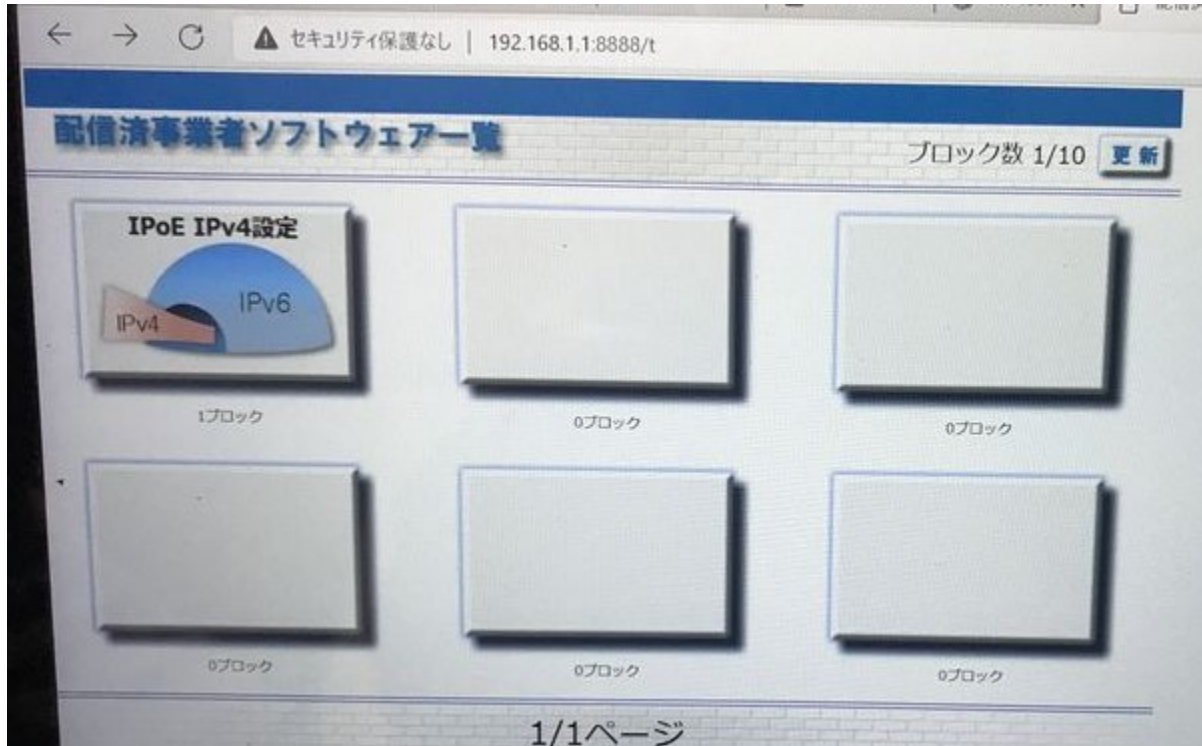 セキュリティ保護なし | 192.168.1.1:8888/t
配信済事業者ソフトウェア一覧
ブロック数 1/10 更新
IPoE IPv4設定
IPv6
IPv4
1ブロック
0ブロック
0ブロック
0ブロック
0ブロック
0ブロック
1/1ページ